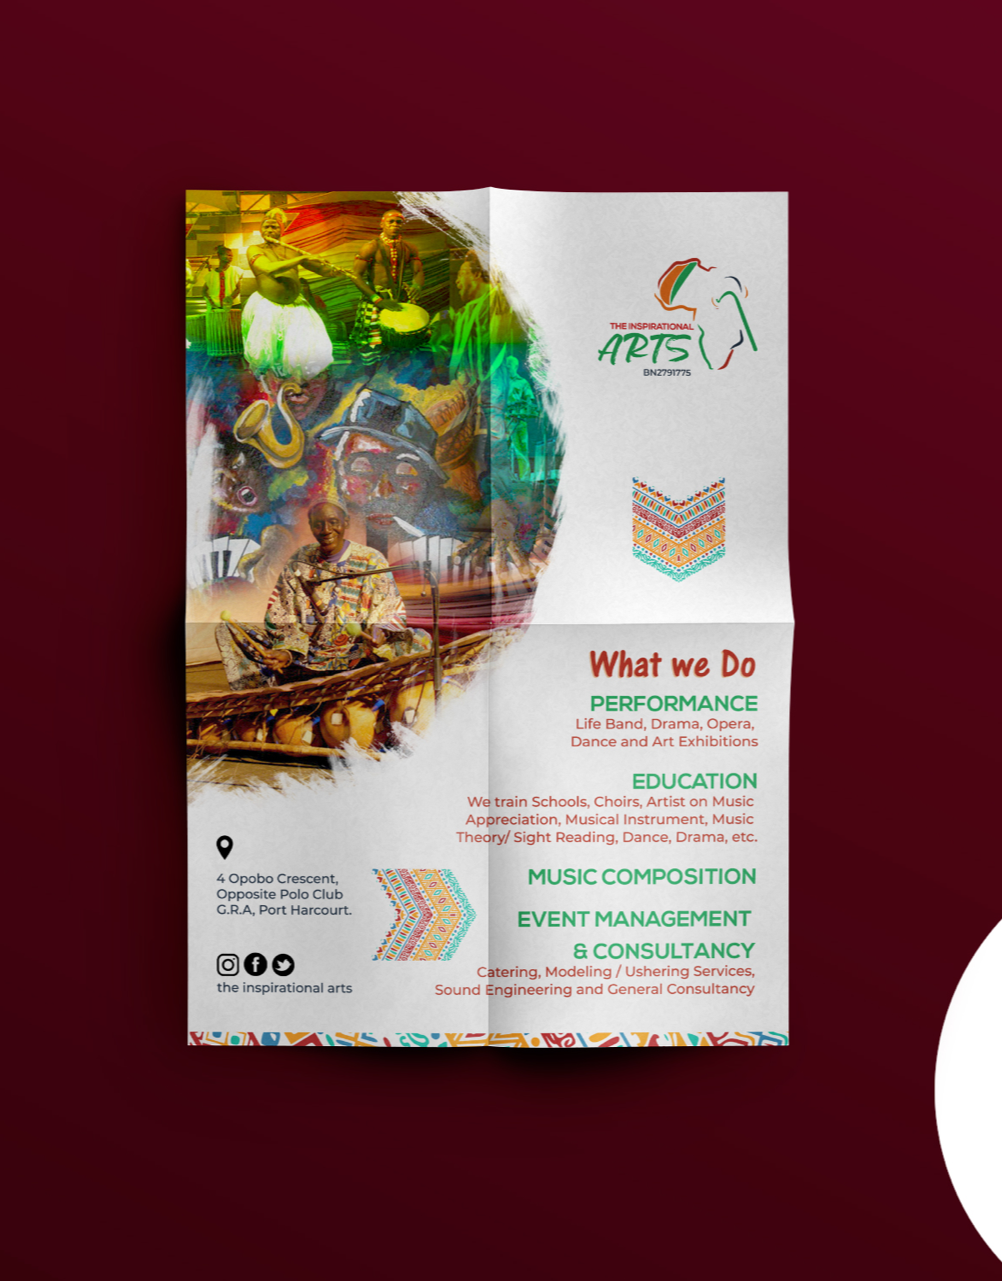 THE INSPIRATIONAL
ARTS
BN2791775
What we Do
PERFORMANCE
Life Band, Drama, Opera,
Dance and Art Exhibitions
EDUCATION
We train Schools, Choirs, Artist on Music
Appreciation, Musical Instrument, Music
Theory/ Sight Reading, Dance, Drama, etc.
MUSIC COMPOSITION
EVENT MANAGEMENT
& CONSULTANCY
Catering, Modeling / Ushering Services,
Sound Engineering and General Consultancy
4 Opobo Crescent,
Opposite Polo Club
G.R.A, Port Harcourt.
the inspirational arts